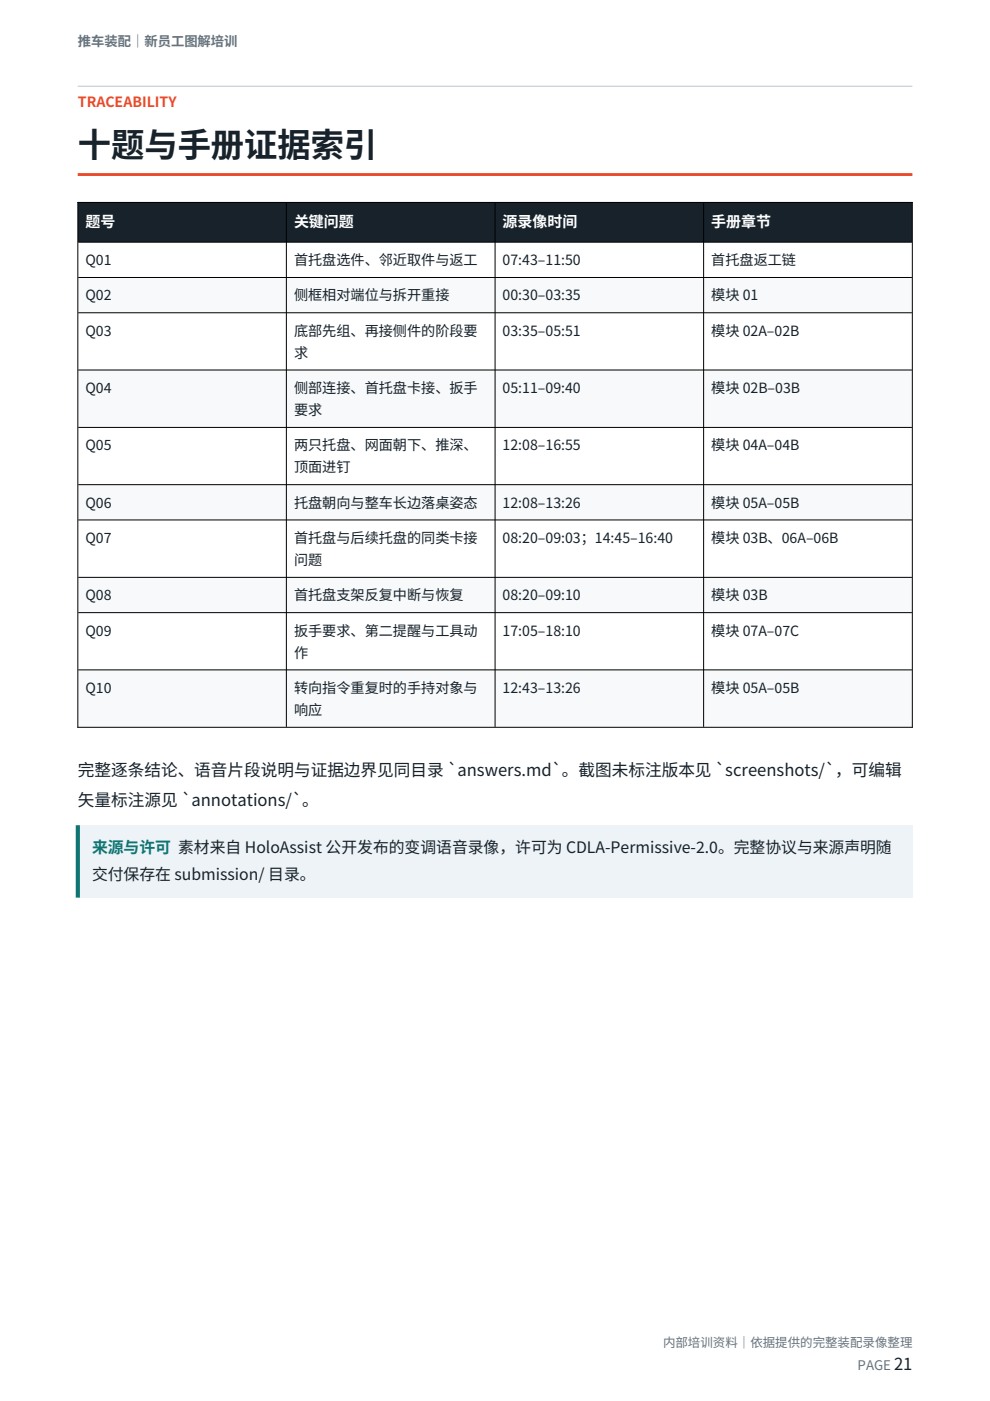 推车装配｜新员工图解培训
TRACEABILITY
十题与手册证据索引
题号 关键问题 源录像时间 手册章节
Q01 首托盘选件、邻近取件与返工 07:43–11:50 首托盘返工链
Q02 侧框相对端位与拆开重接 00:30–03:35 模块 01
Q03 底部先组、再接侧件的阶段要 03:35–05:51 模块 02A–02B
求
Q04 侧部连接、首托盘卡接、扳手 05:11–09:40 模块 02B–03B
要求
Q05 两只托盘、网面朝下、推深、 12:08–16:55 模块 04A–04B
顶面进钉
Q06 托盘朝向与整车长边落桌姿态 12:08–13:26 模块 05A–05B
Q07 首托盘与后续托盘的同类卡接 08:20–09:03；14:45–16:40 模块 03B、06A–06B
问题
Q08 首托盘支架反复中断与恢复 08:20–09:10 模块 03B
Q09 扳手要求、第二提醒与工具动 17:05–18:10 模块 07A–07C
作
Q10 转向指令重复时的手持对象与 12:43–13:26 模块 05A–05B
响应
完整逐条结论、语音片段说明与证据边界见同目录 `answers.md`。截图未标注版本见 `screenshots/`，可编辑
矢量标注源见 `annotations/`。
来源与许可 素材来自 HoloAssist 公开发布的变调语音录像，许可为 CDLA-Permissive-2.0。完整协议与来源声明随
交付保存在 submission/ 目录。
内部培训资料｜依据提供的完整装配录像整理
PAGE 21